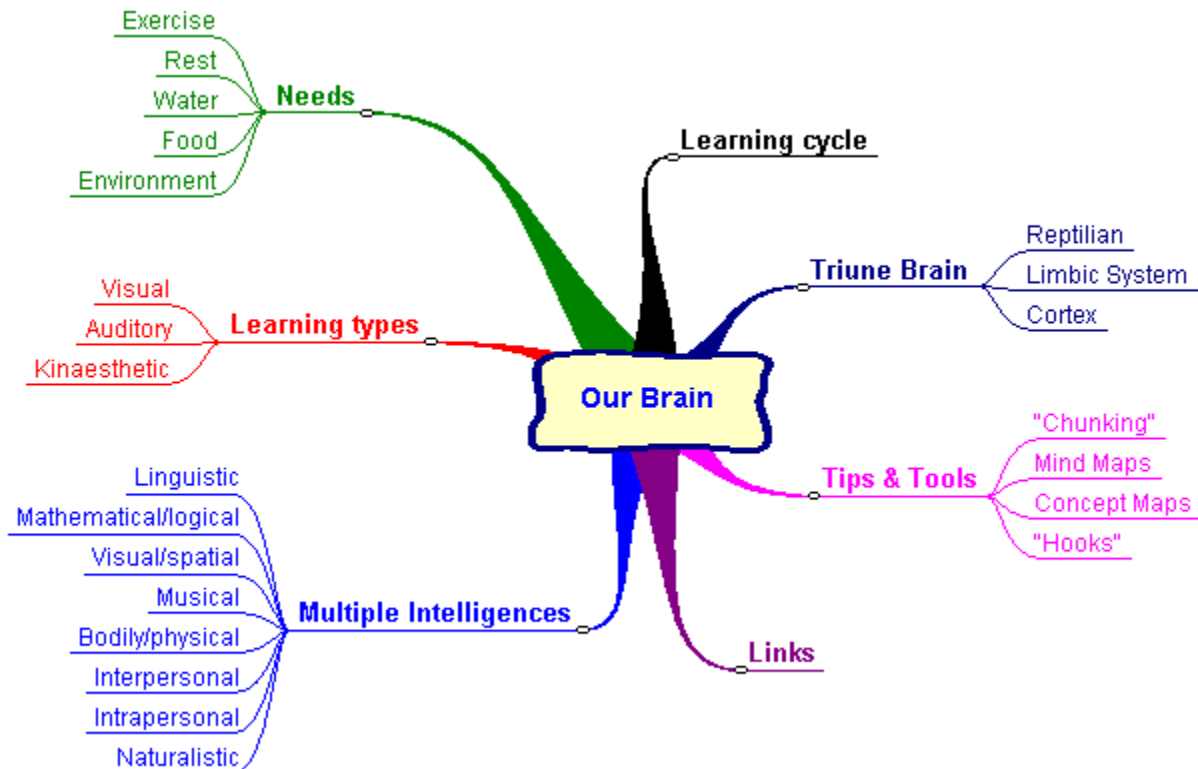 Our Brain
Needs
Exercise
Rest
Water
Food
Environment
Learning cycle
Triune Brain
Reptilian
Limbic System
Cortex
Learning types
Visual
Auditory
Kinaesthetic
Tips & Tools
"Chunking"
Mind Maps
Concept Maps
"Hooks"
Multiple Intelligences
Linguistic
Mathematical/logical
Visual/spatial
Musical
Bodily/physical
Interpersonal
Intrapersonal
Naturalistic
Links